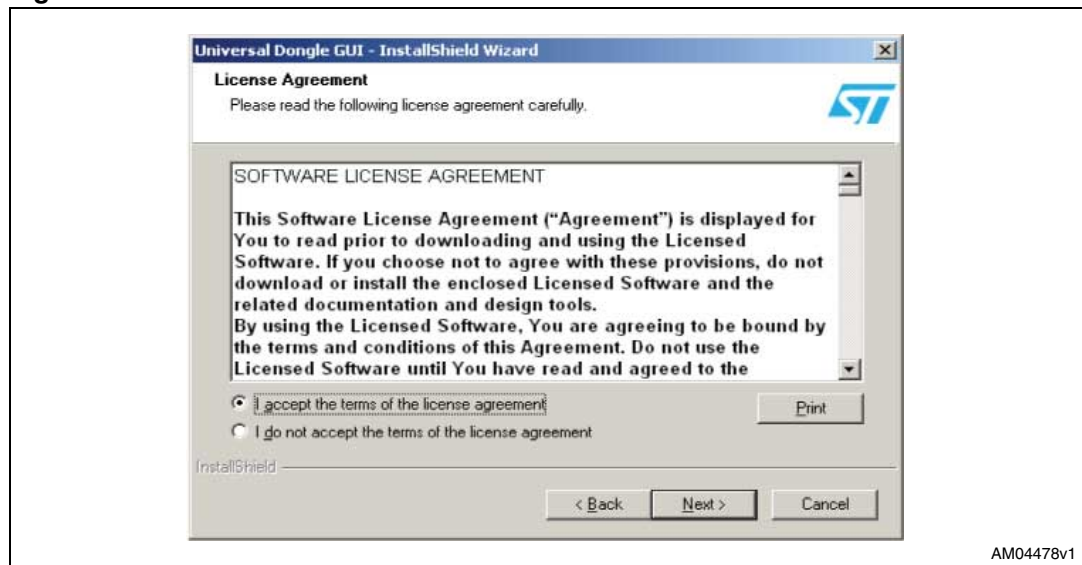 Universal Dongle GUI - InstallShield Wizard
License Agreement
Please read the following license agreement carefully.
ST
SOFTWARE LICENSE AGREEMENT
This Software License Agreement (“Agreement”) is displayed for
You to read prior to downloading and using the Licensed
Software. If you choose not to agree with these provisions, do not
download or install the enclosed Licensed Software and the
related documentation and design tools.
By using the Licensed Software, You are agreeing to be bound by
the terms and conditions of this Agreement. Do not use the
Licensed Software until You have read and agreed to the
I accept the terms of the license agreement
Print
I do not accept the terms of the license agreement
InstallShield
< Back
Next >
Cancel
AM04478v1